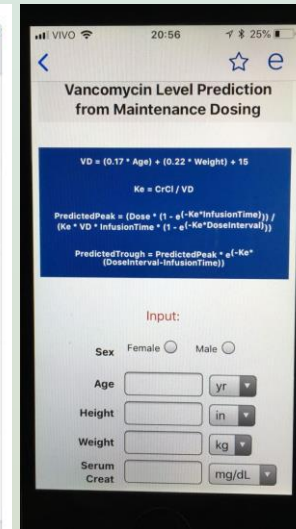 VIVO 20:56 25%
e
Vancomycin Level Prediction
from Maintenance Dosing
VD = (0.17 * Age) + (0.22 * Weight) + 15
Ke = CrCl / VD
PredictedPeak = (Dose * (1 - e(-Ke*InfusionTime))) /
(Ke * VD * InfusionTime * (1 - e(-Ke*DoseInterval)))
PredictedTrough = PredictedPeak * e(-Ke*
(DoseInterval-InfusionTime))
Input:
Sex Female Male
Age yr
Height in
Weight kg
Serum
Creat mg/dL